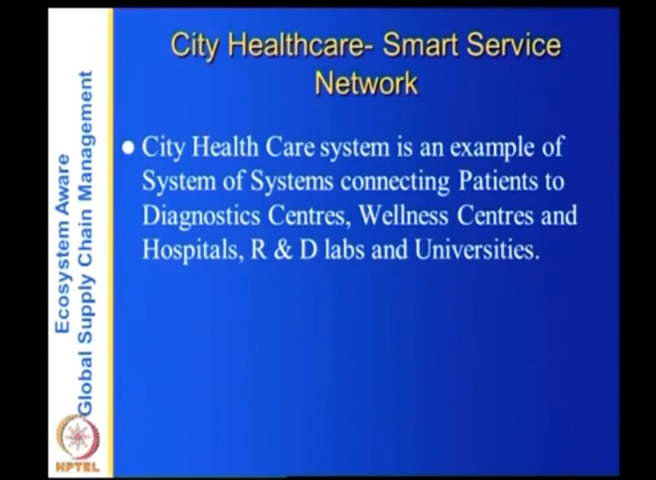 City Healthcare- Smart Service
Network
City Health Care system is an example of
System of Systems connecting Patients to
Diagnostics Centres, Wellness Centres and
Hospitals, R & D labs and Universities.
Ecosystem Aware
Global Supply Chain Management
NPTEL